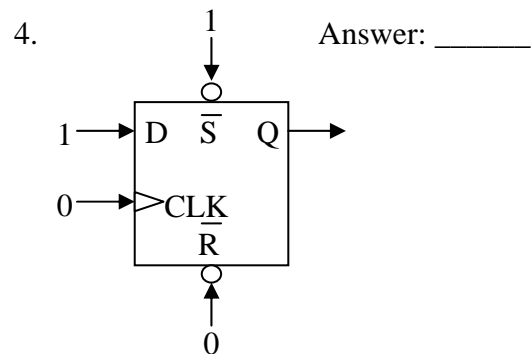 4.
1
Answer: ______
1 D S̅ Q
0 CLK
R̅
0